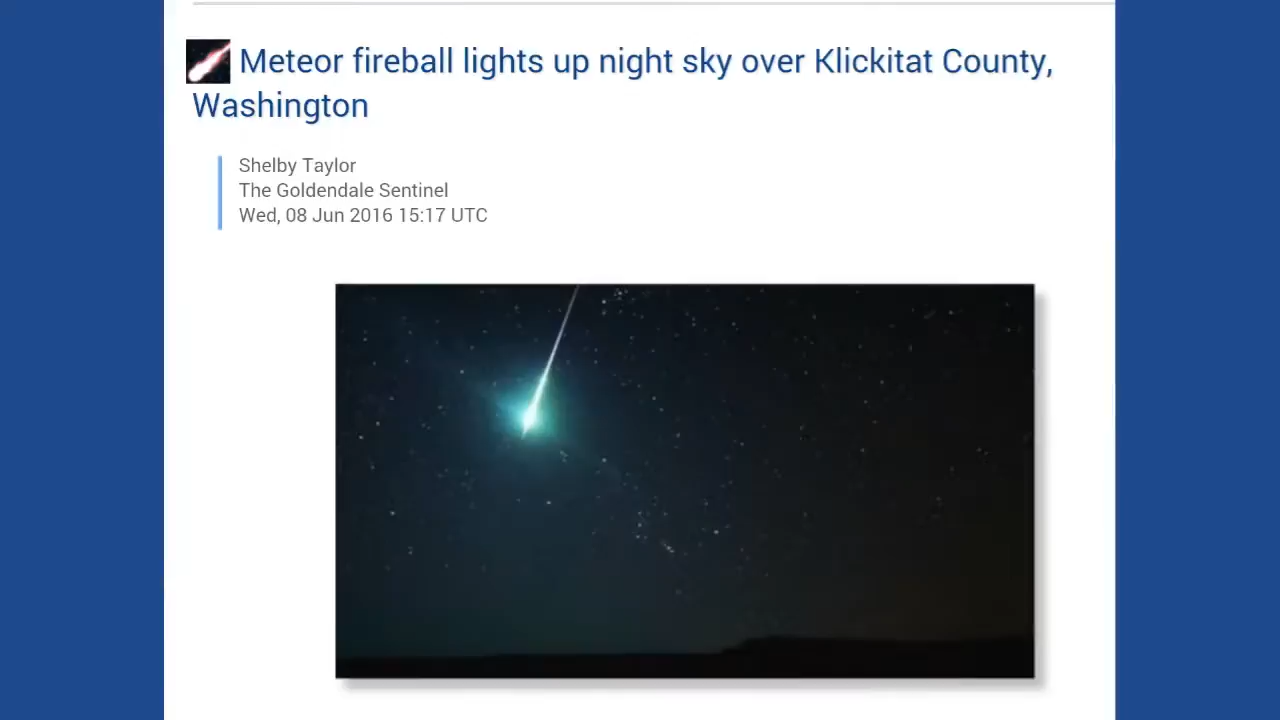 Meteor fireball lights up night sky over Klickitat County,
Washington
Shelby Taylor
The Goldendale Sentinel
Wed, 08 Jun 2016 15:17 UTC